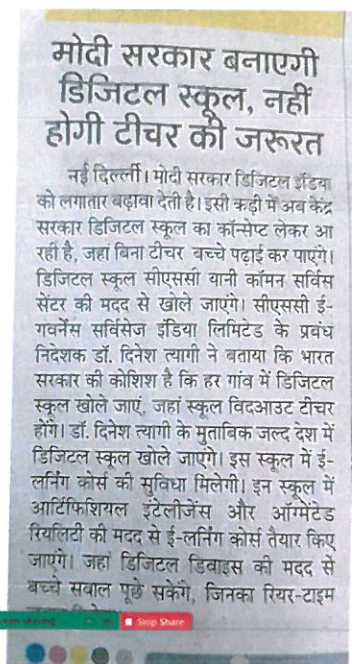 मोदी सरकार बनाएगी
डिजिटल स्कूल, नहीं
होगी टीचर की जरूरत
नई दिल्ली। मोदी सरकार डिजिटल इंडिया
को लगातार बढ़ावा देती है। इसी कड़ी में अब केंद्र
सरकार डिजिटल स्कूल का कॉन्सेप्ट लेकर आ
रही है, जहां बिना टीचर बच्चे पढ़ाई कर पाएंगे।
डिजिटल स्कूल सीएससी यानी कॉमन सर्विस
सेंटर की मदद से खोले जाएंगे। सीएससी ई-
गवर्नेंस सर्विसेज इंडिया लिमिटेड के प्रबंध
निदेशक डॉ. दिनेश त्यागी ने बताया कि भारत
सरकार की कोशिश है कि हर गांव में डिजिटल
स्कूल खोले जाएं, जहां स्कूल विदआउट टीचर
होंगे। डॉ. दिनेश त्यागी के मुताबिक जल्द देश में
डिजिटल स्कूल खोले जाएंगे। इस स्कूल में ई-
लर्निंग कोर्स की सुविधा मिलेगी। इन स्कूल में
आर्टिफिशियल इंटेलीजेंस और ऑग्मेंटेड
रियलिटी की मदद से ई-लर्निंग कोर्स तैयार किए
जाएंगे। जहां डिजिटल डिवाइस की मदद से
बच्चे सवाल पूछे सकेंगे, जिनका रियर-टाइम
sharing Stop Share